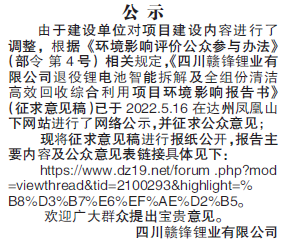 公 示
由于建设单位对项目建设内容进行了
调整，根据《环境影响评价公众参与办法》
（部令 第 4 号）相关规定，《四川赣锋锂业有
限公司退役锂电池智能拆解及全组份清洁
高效回收综合利用项目环境影响报告书》
（征求意见稿）已于 2022.5.16 在达州凤凰山
下网站进行了网络公示，并征求公众意见；
现将征求意见稿进行报纸公开，报告主
要内容及公众意见表链接具体见下：
https://www.dz19.net/forum .php?mod
=viewthread&tid=2100293&highlight=%
B8%D3%B7%E6%EF%AE%D2%B5。
欢迎广大群众提出宝贵意见。
四川赣锋锂业有限公司